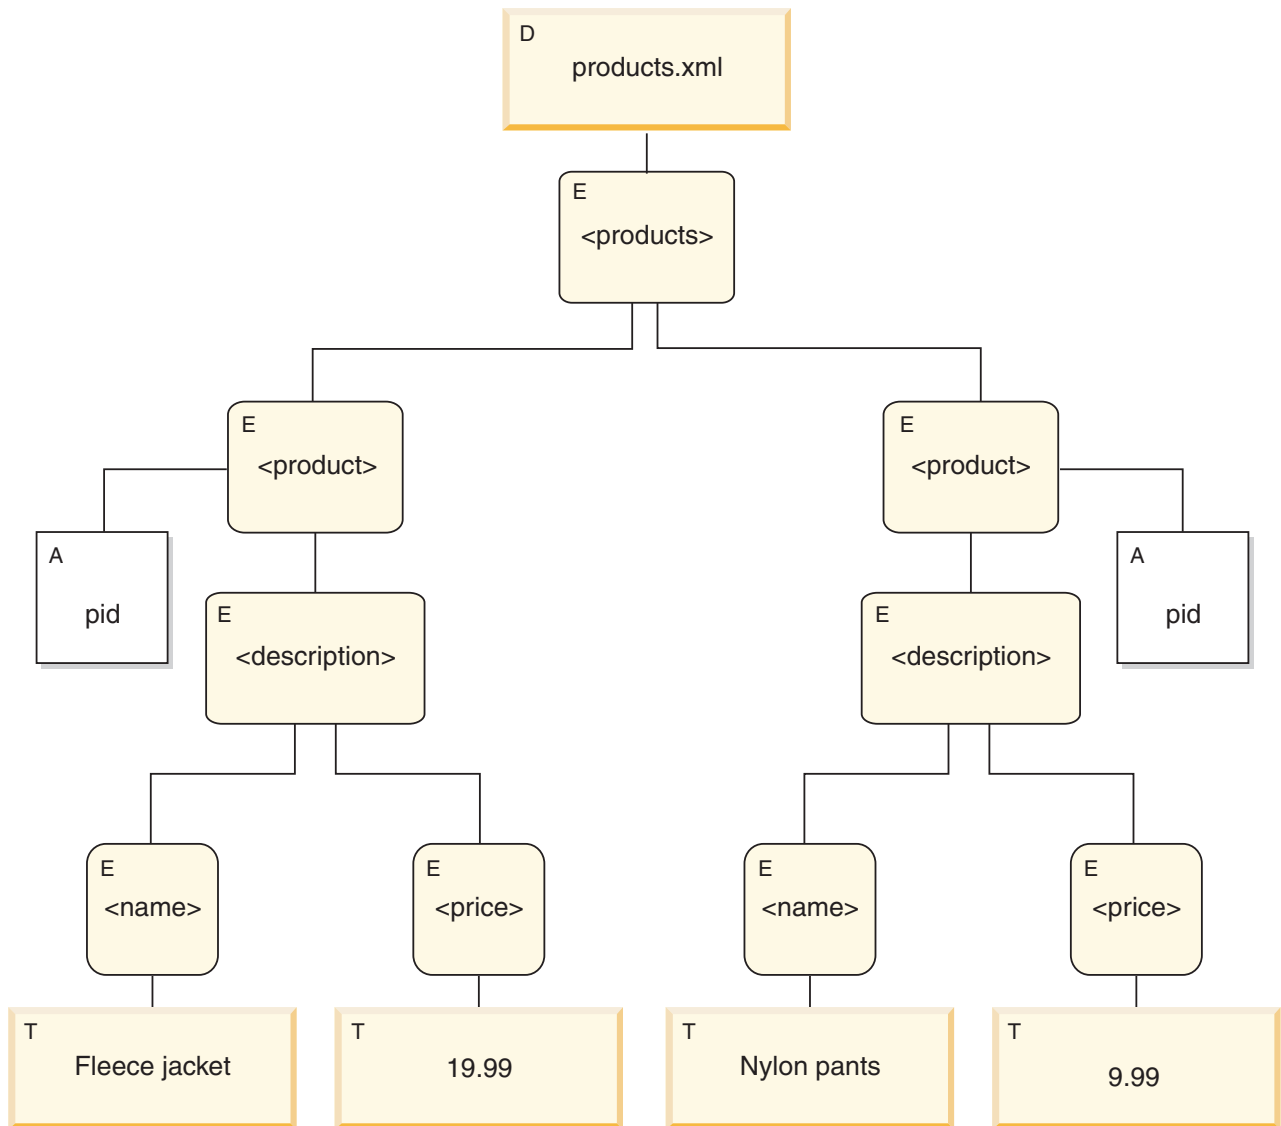 D
products.xml
E
<products>
E
<product>
E
<product>
A
pid
E
<description>
E
<description>
A
pid
E
<name>
E
<price>
E
<name>
E
<price>
T
Fleece jacket
T
19.99
T
Nylon pants
T
9.99